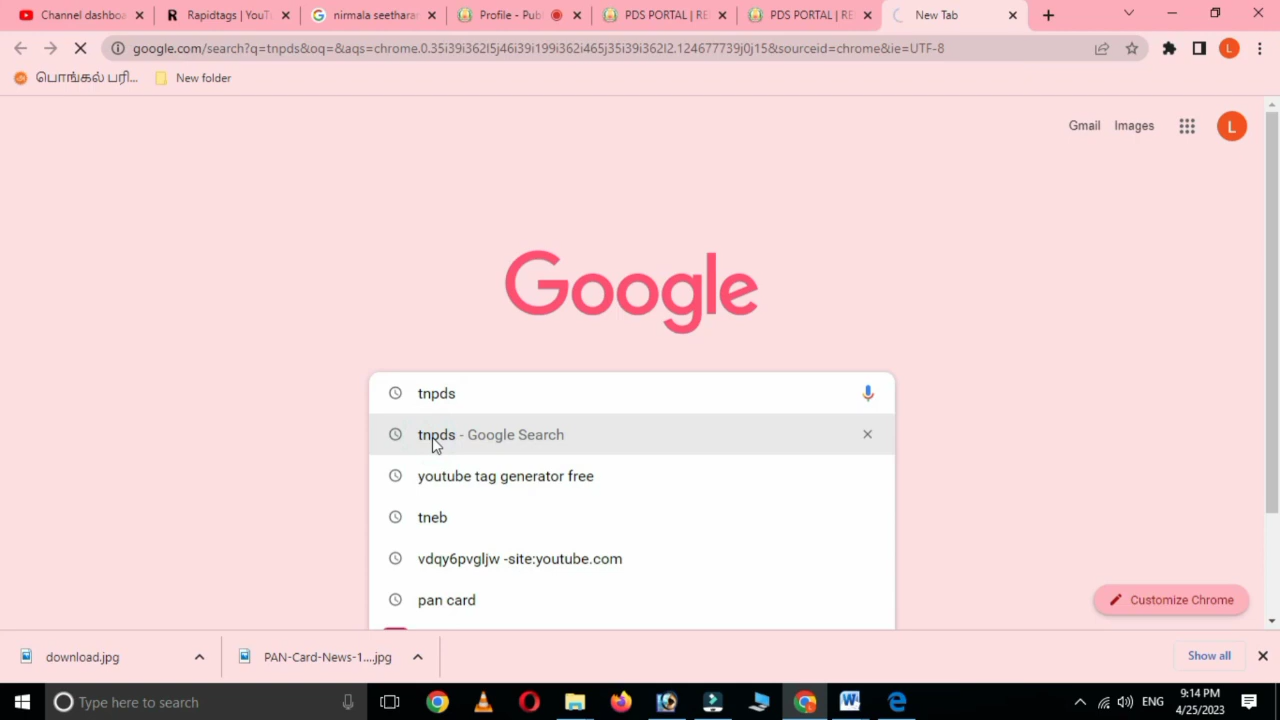 Channel dashboa
Rapidtags | YouT
nirmala seetharar
Profile - Publ
PDS PORTAL | RE
PDS PORTAL | RE
New Tab
google.com/search?q=tnpds&oq=&aqs=chrome.0.35i39i362l5j46i39i199i362i465j35i39i362l2.124677739j0j15&sourceid=chrome&ie=UTF-8
L
பொங்கல் பரி...
New folder
Gmail
Images
L
Google
tnpds
tnpds - Google Search
youtube tag generator free
tneb
vdqy6pvgljw -site:youtube.com
pan card
Customize Chrome
download.jpg
PAN-Card-News-1....jpg
Show all
Type here to search
ENG
9:14 PM
4/25/2023